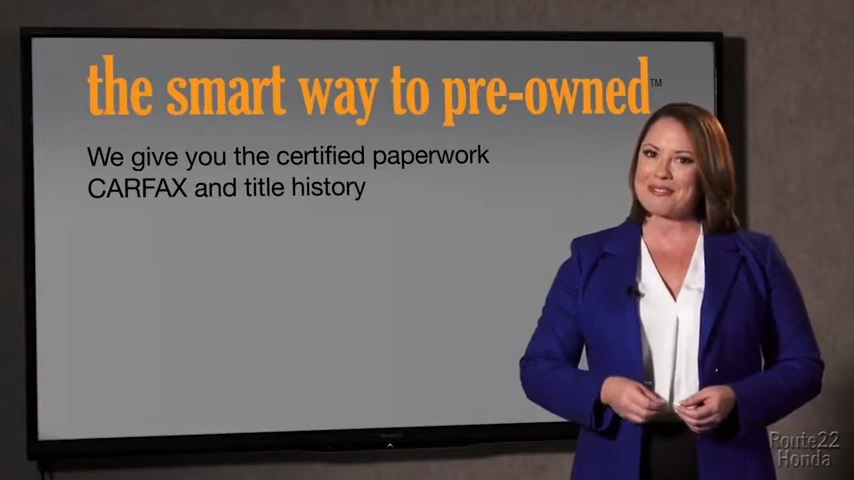 the smart way to pre-owned™
We give you the certified paperwork
CARFAX and title history
Route22
Honda